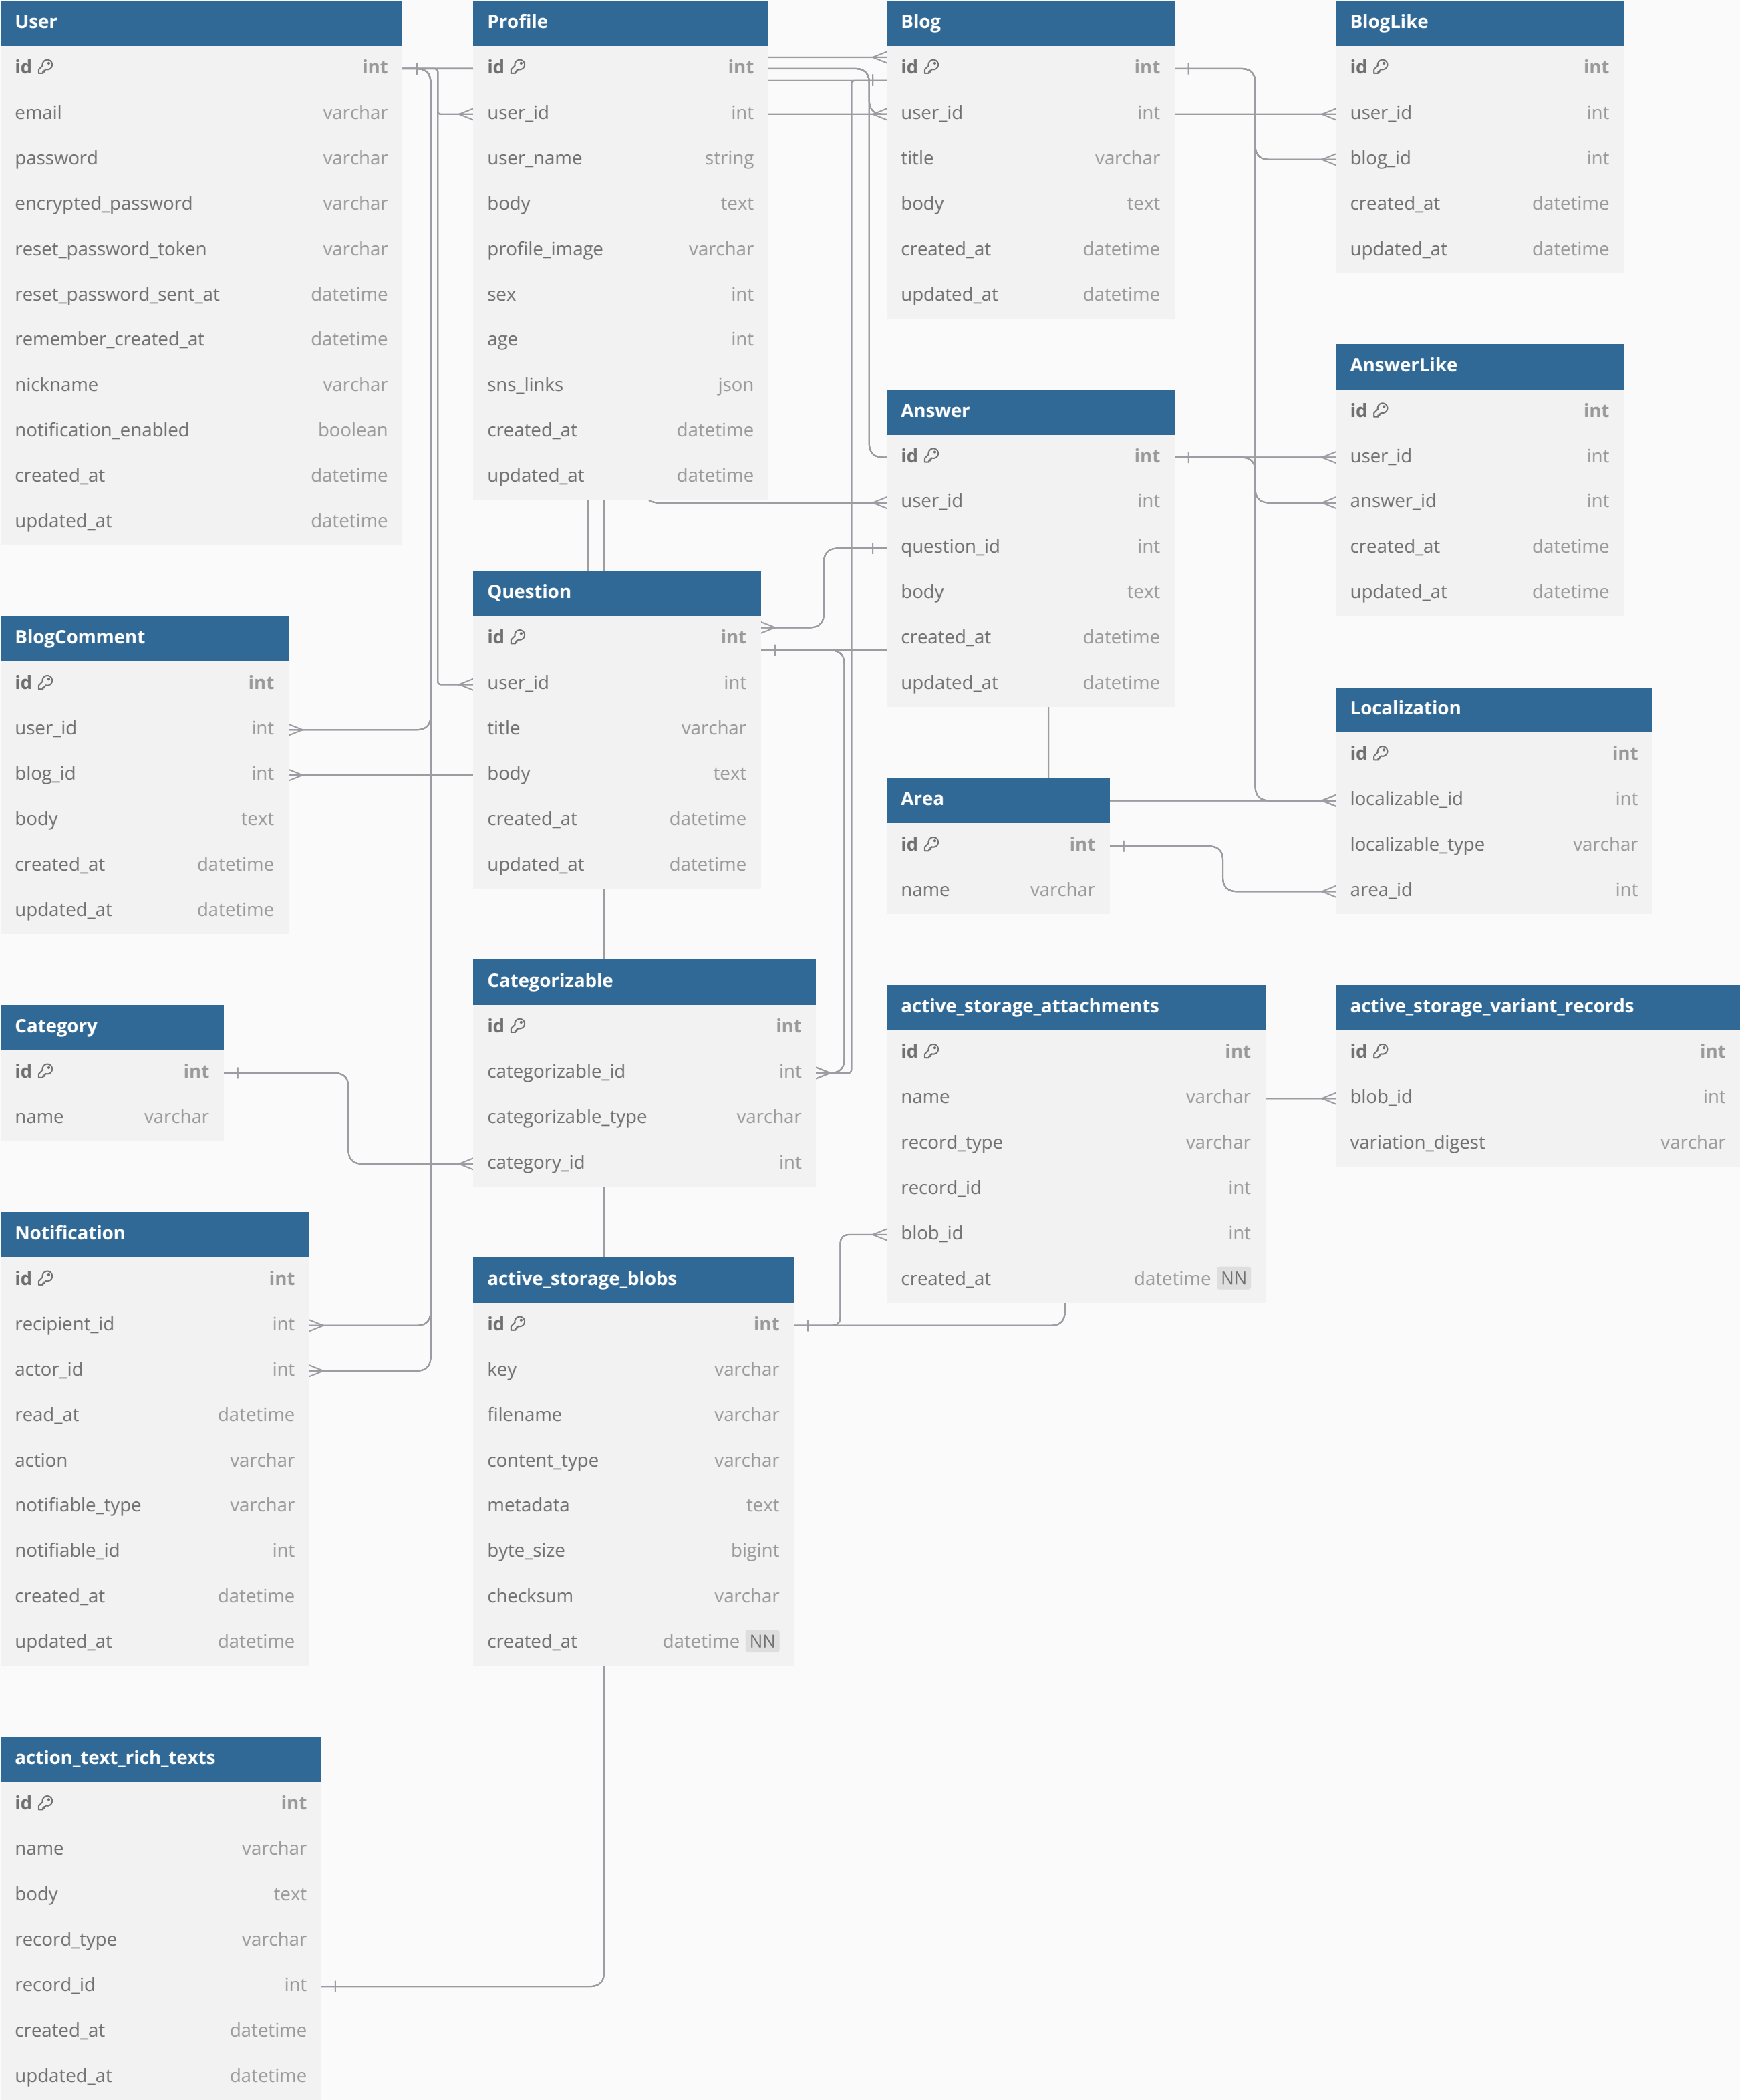 User
id int
email varchar
password varchar
encrypted_password varchar
reset_password_token varchar
reset_password_sent_at datetime
remember_created_at datetime
nickname varchar
notification_enabled boolean
created_at datetime
updated_at datetime
Profile
id int
user_id int
user_name string
body text
profile_image varchar
sex int
age int
sns_links json
created_at datetime
updated_at datetime
Blog
id int
user_id int
title varchar
body text
created_at datetime
updated_at datetime
BlogLike
id int
user_id int
blog_id int
created_at datetime
updated_at datetime
Answer
id int
user_id int
question_id int
body text
created_at datetime
updated_at datetime
AnswerLike
id int
user_id int
answer_id int
created_at datetime
updated_at datetime
BlogComment
id int
user_id int
blog_id int
body text
created_at datetime
updated_at datetime
Question
id int
user_id int
title varchar
body text
created_at datetime
updated_at datetime
Area
id int
name varchar
Localization
id int
localizable_id int
localizable_type varchar
area_id int
Category
id int
name varchar
Categorizable
id int
categorizable_id int
categorizable_type varchar
category_id int
active_storage_attachments
id int
name varchar
record_type varchar
record_id int
blob_id int
created_at datetime NN
active_storage_variant_records
id int
blob_id int
variation_digest varchar
Notification
id int
recipient_id int
actor_id int
read_at datetime
action varchar
notifiable_type varchar
notifiable_id int
created_at datetime
updated_at datetime
active_storage_blobs
id int
key varchar
filename varchar
content_type varchar
metadata text
byte_size bigint
checksum varchar
created_at datetime NN
action_text_rich_texts
id int
name varchar
body text
record_type varchar
record_id int
created_at datetime
updated_at datetime